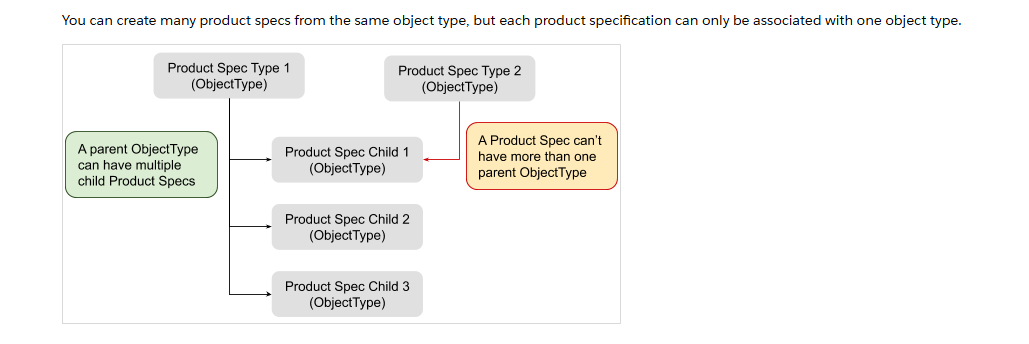 You can create many product specs from the same object type, but each product specification can only be associated with one object type.
Product Spec Type 1
(ObjectType)
Product Spec Type 2
(ObjectType)
A parent ObjectType
can have multiple
child Product Specs
Product Spec Child 1
(ObjectType)
A Product Spec can't
have more than one
parent ObjectType
Product Spec Child 2
(ObjectType)
Product Spec Child 3
(ObjectType)